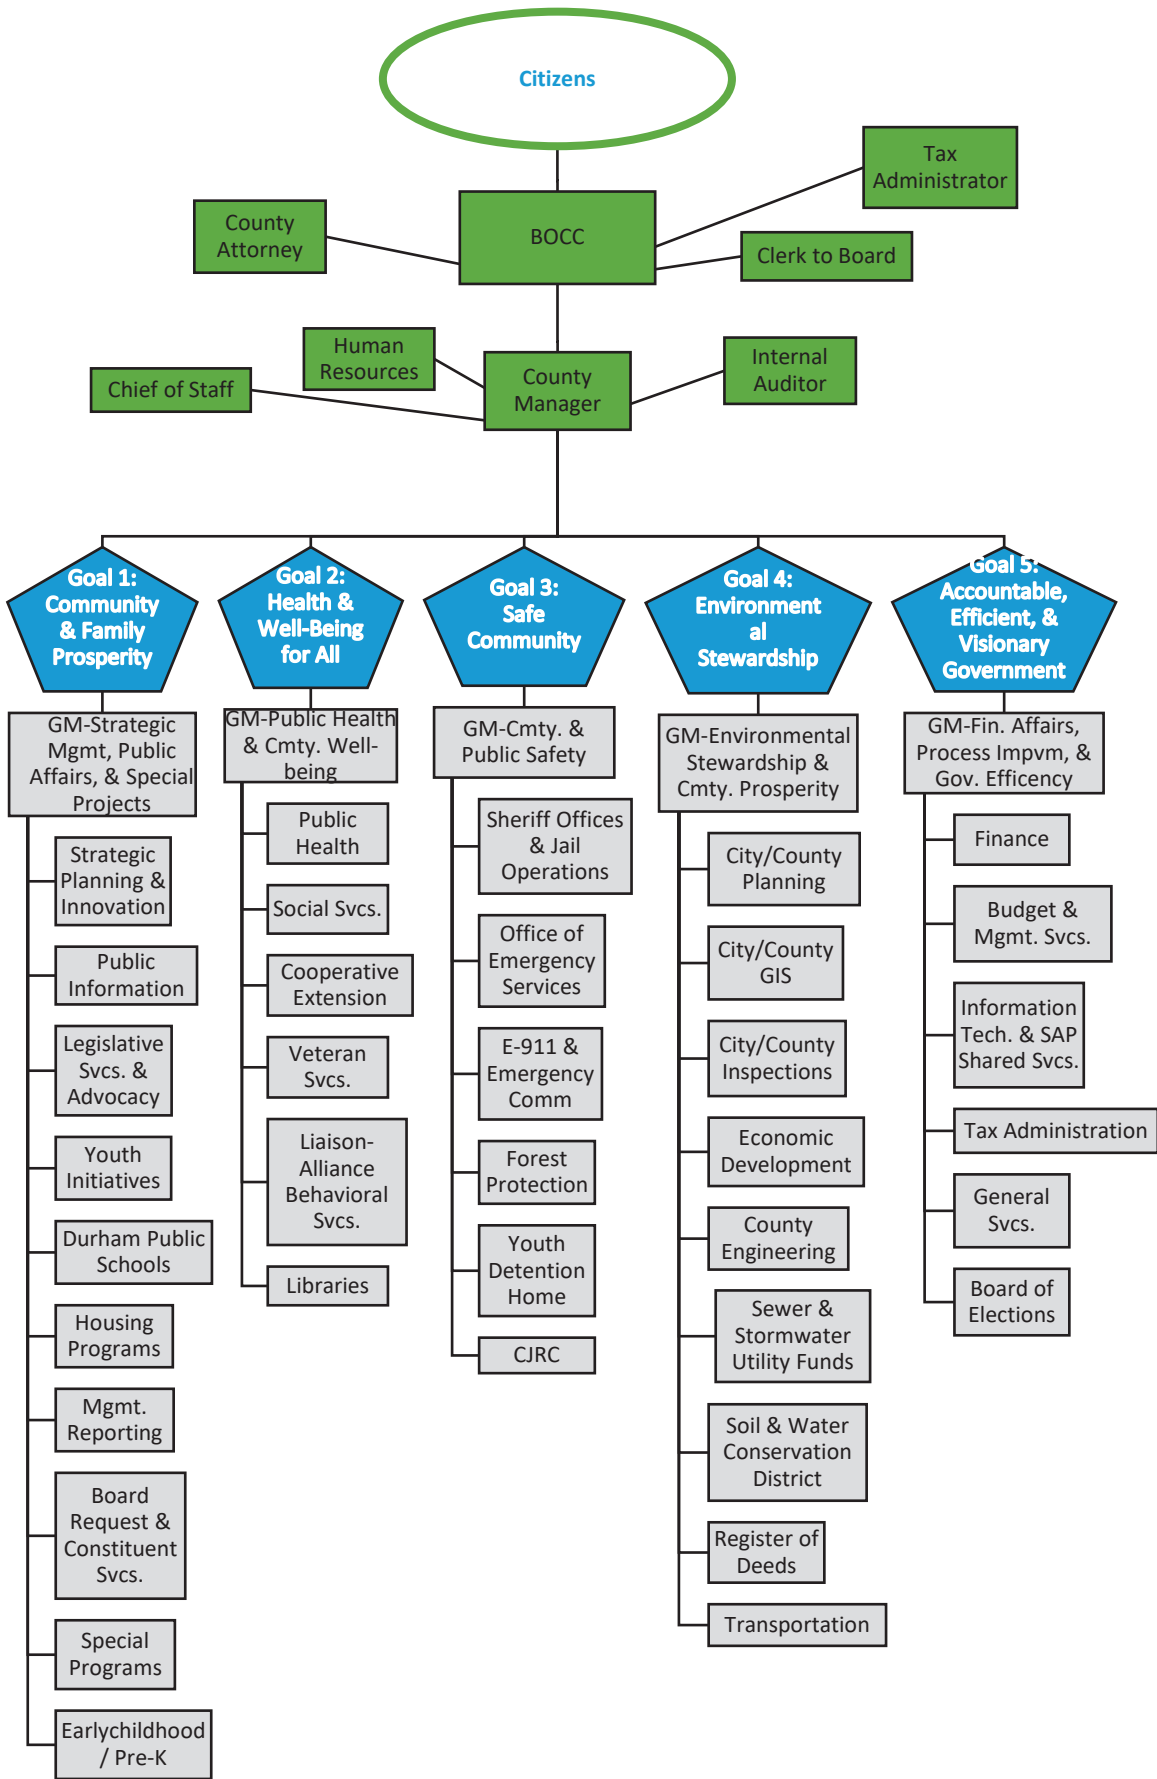 Citizens
Tax
Administrator
County
Attorney
BOCC
Clerk to Board
Human
Resources
Internal
Auditor
Chief of Staff
County
Manager
Goal 1:
Community
& Family
Prosperity
Goal 2:
Health &
Well-Being
for All
Goal 3:
Safe
Community
Goal 4:
Environment
al
Stewardship
Goal 5:
Accountable,
Efficient, &
Visionary
Government
GM-Strategic
Mgmt, Public
Affairs, & Special
Projects
Strategic
Planning &
Innovation
Public
Information
Legislative
Svcs. &
Advocacy
Youth
Initiatives
Durham Public
Schools
Housing
Programs
Mgmt.
Reporting
Board
Request &
Constituent
Svcs.
Special
Programs
Earlychildhood
/ Pre-K
GM-Public Health
& Cmty. Well-
being
Public
Health
Social Svcs.
Cooperative
Extension
Veteran
Svcs.
Liaison-
Alliance
Behavioral
Svcs.
Libraries
GM-Cmty. &
Public Safety
Sheriff Offices
& Jail
Operations
Office of
Emergency
Services
E-911 &
Emergency
Comm
Forest
Protection
Youth
Detention
Home
CJRC
GM-Environmental
Stewardship &
Cmty. Prosperity
City/County
Planning
City/County
GIS
City/County
Inspections
Economic
Development
County
Engineering
Sewer &
Stormwater
Utility Funds
Soil & Water
Conservation
District
Register of
Deeds
Transportation
GM-Fin. Affairs,
Process Impvm, &
Gov. Efficency
Finance
Budget &
Mgmt. Svcs.
Information
Tech. & SAP
Shared Svcs.
Tax Administration
General
Svcs.
Board of
Elections